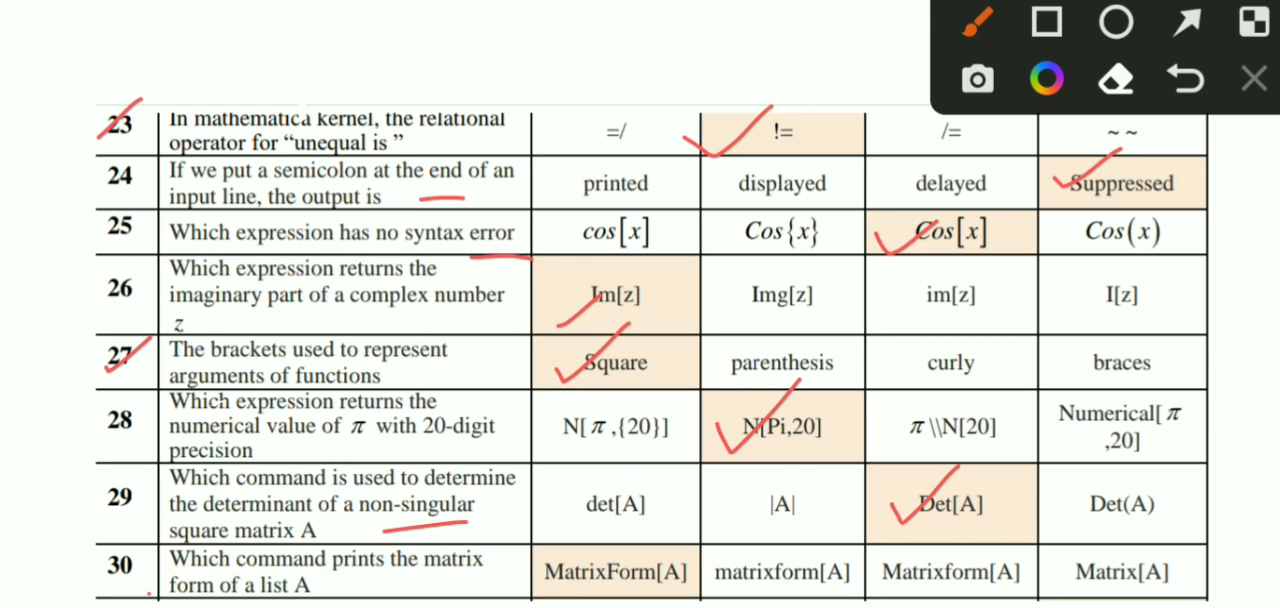 23
In mathematica kernel, the relational
operator for “unequal is ”
=/
!=
/=
~ ~
24
If we put a semicolon at the end of an
input line, the output is
printed
displayed
delayed
Suppressed
25
Which expression has no syntax error
cos[x]
Cos{x}
Cos[x]
Cos(x)
26
Which expression returns the
imaginary part of a complex number
z
Im[z]
Img[z]
im[z]
I[z]
27
The brackets used to represent
arguments of functions
Square
parenthesis
curly
braces
28
Which expression returns the
numerical value of π with 20-digit
precision
N[π,{20}]
N[Pi,20]
π\\N[20]
Numerical[π
,20]
29
Which command is used to determine
the determinant of a non-singular
square matrix A
det[A]
|A|
Det[A]
Det(A)
30
Which command prints the matrix
form of a list A
MatrixForm[A]
matrixform[A]
Matrixform[A]
Matrix[A]